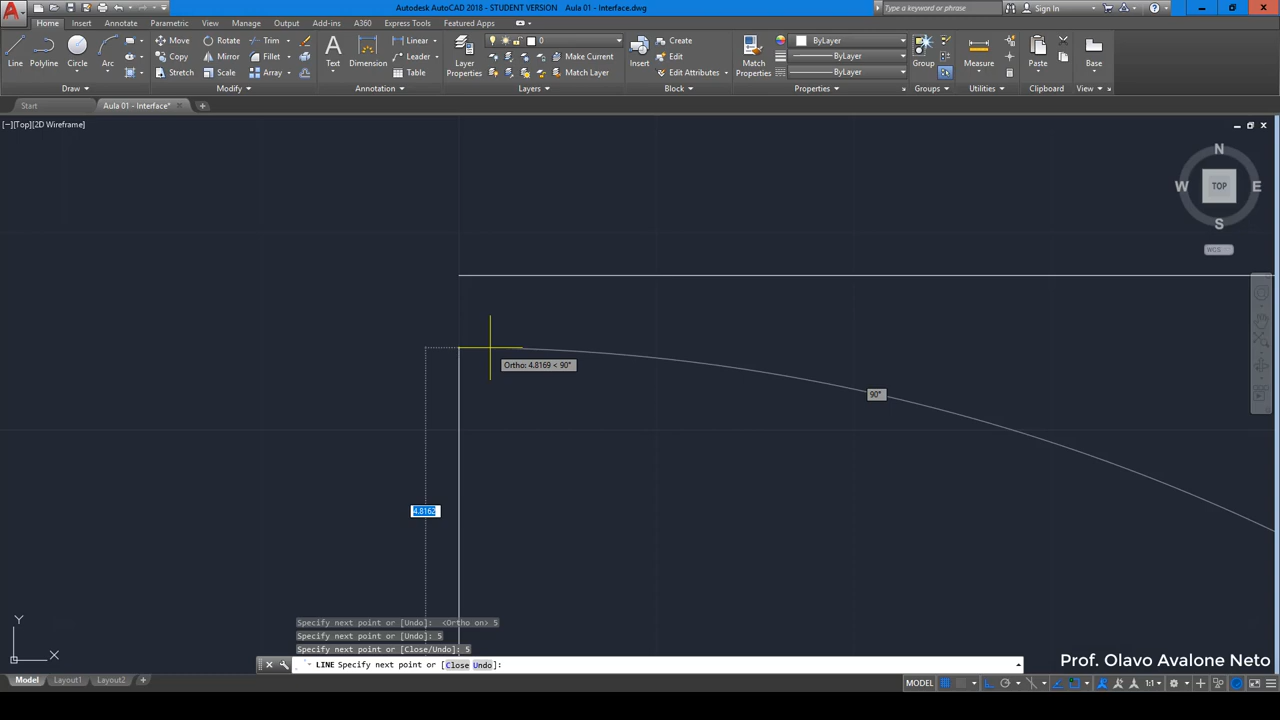 Autodesk AutoCAD 2018 - STUDENT VERSION Aula 01 - Interface.dwg
Type a keyword or phrase
Sign In
Home Insert Annotate Parametric View Manage Output Add-ins A360 Express Tools Featured Apps
Line Polyline Circle Arc
Move Rotate Trim
Copy Mirror Fillet
Stretch Scale Array
Text Dimension
Linear
Leader
Table
Layer Properties
0
Make Current
Match Layer
Insert
Create
Edit
Edit Attributes
Match Properties
ByLayer
ByLayer
ByLayer
Group
Measure
Paste
Base
Draw Modify Annotation Layers Block Properties Groups Utilities Clipboard View
Start Aula 01 - Interface*
[−][Top][2D Wireframe]
N
W TOP E
S
WCS
Ortho: 4.8169 < 90°
90°
4.8162
Y
X
Specify next point or [Undo]: <Ortho on> 5
Specify next point or [Undo]: 5
Specify next point or [Close/Undo]: 5
LINE Specify next point or [Close Undo]:
Prof. Olavo Avalone Neto
Model Layout1 Layout2
MODEL 1:1